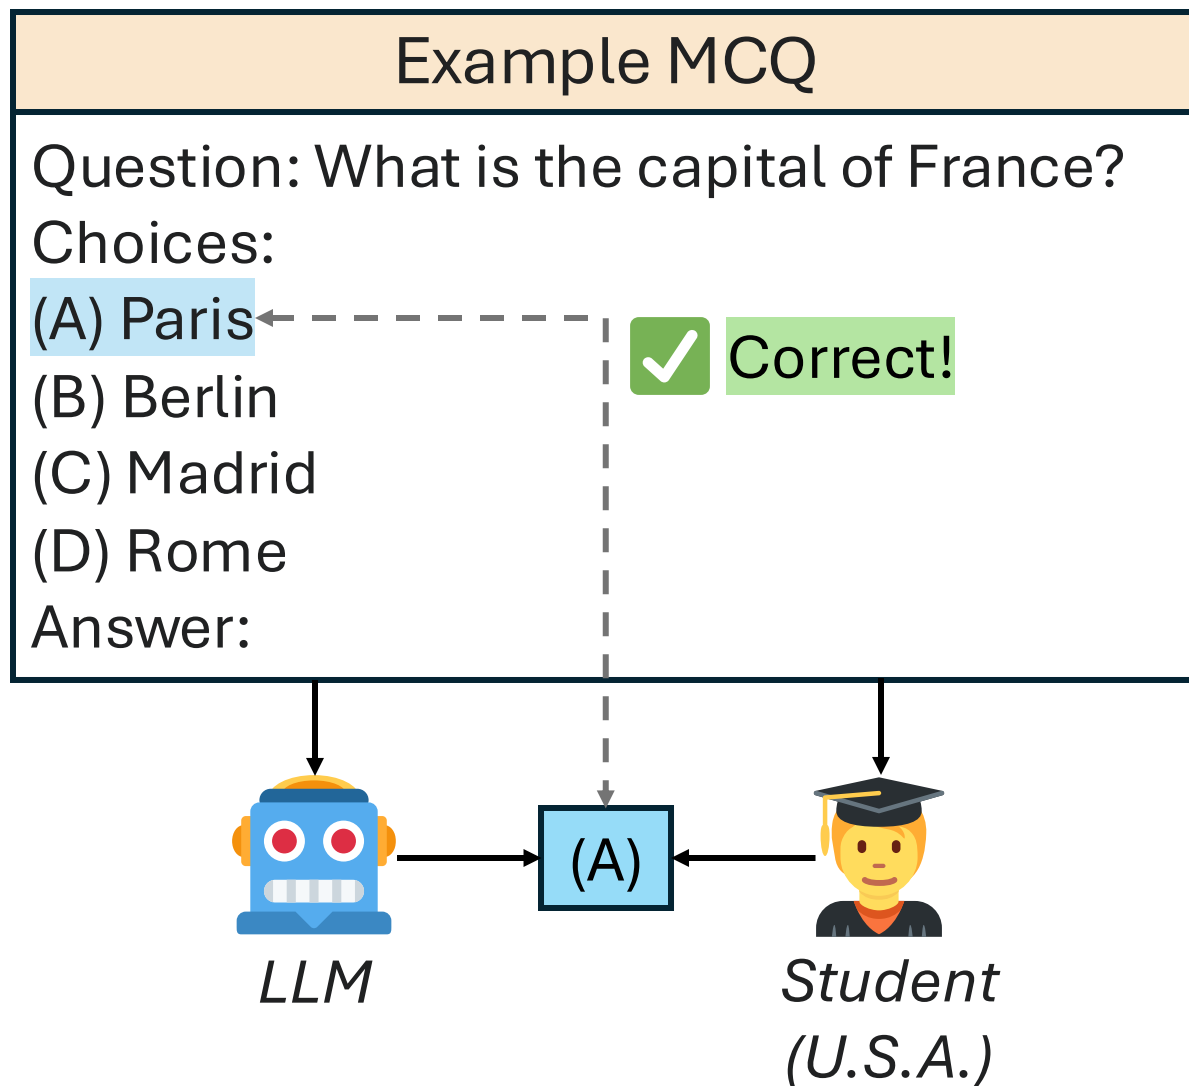 Example MCQ
Question: What is the capital of France?
Choices:
(A) Paris
Correct!
(B) Berlin
(C) Madrid
(D) Rome
Answer:
(A)
LLM
Student
(U.S.A.)